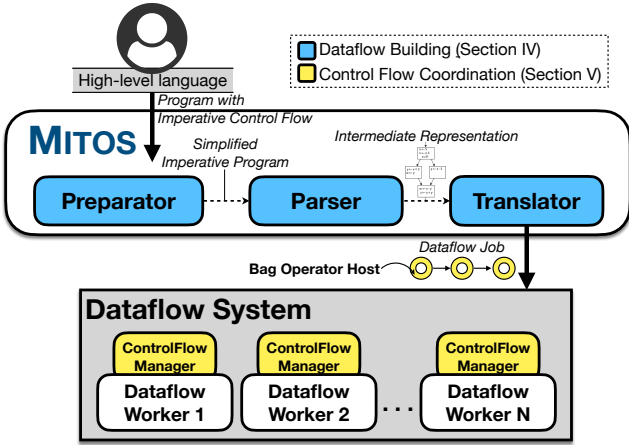 Dataflow Building (Section IV)
Control Flow Coordination (Section V)
High-level language
Program with
Imperative Control Flow
MITOS
Simplified
Imperative Program
Intermediate Representation
Preparator
Parser
Translator
Dataflow Job
Bag Operator Host
Dataflow System
ControlFlow
Manager
ControlFlow
Manager
ControlFlow
Manager
Dataflow
Worker 1
Dataflow
Worker 2
...
Dataflow
Worker N